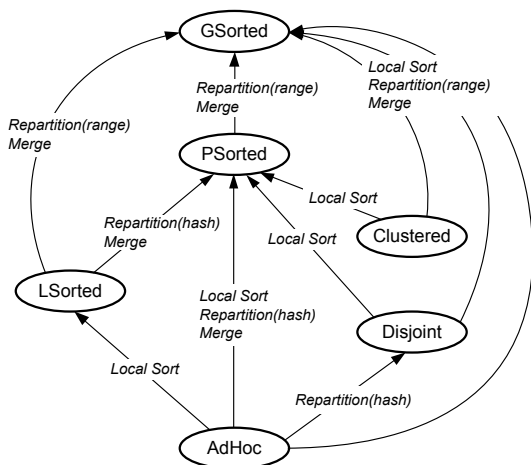 GSorted
Local Sort
Repartition(range)
Merge
Repartition(range)
Merge
Repartition(range)
Merge
PSorted
Local Sort
Clustered
Repartition(hash)
Merge
Local Sort
LSorted
Local Sort
Repartition(hash)
Merge
Disjoint
Local Sort
Repartition(hash)
AdHoc